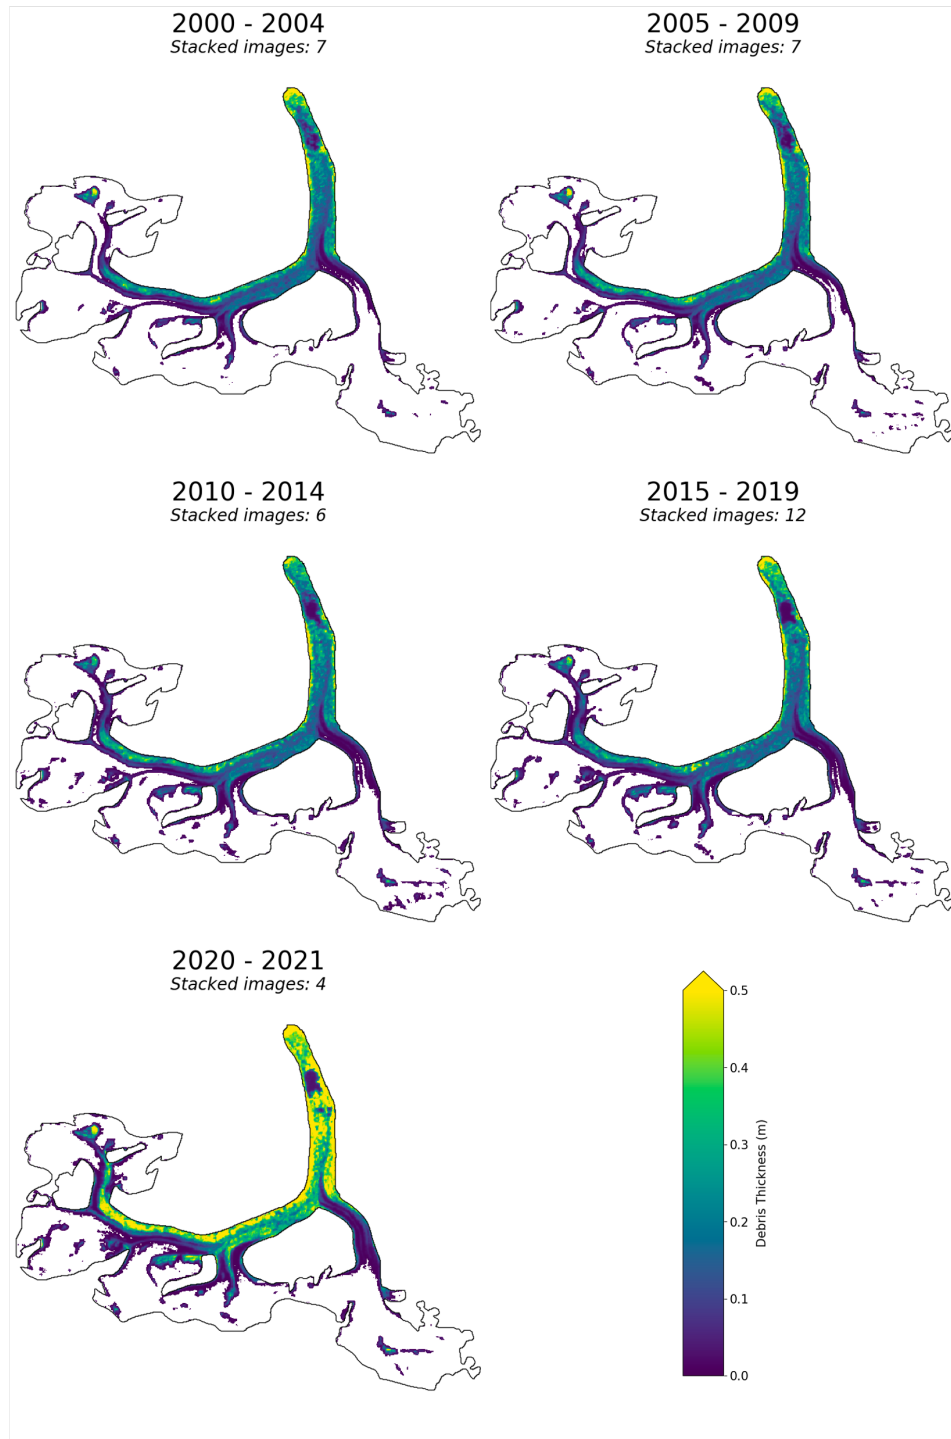 2000 - 2004
Stacked images: 7
2005 - 2009
Stacked images: 7
2010 - 2014
Stacked images: 6
2015 - 2019
Stacked images: 12
2020 - 2021
Stacked images: 4
0.5
0.4
0.3
0.2
0.1
0.0
Debris Thickness (m)